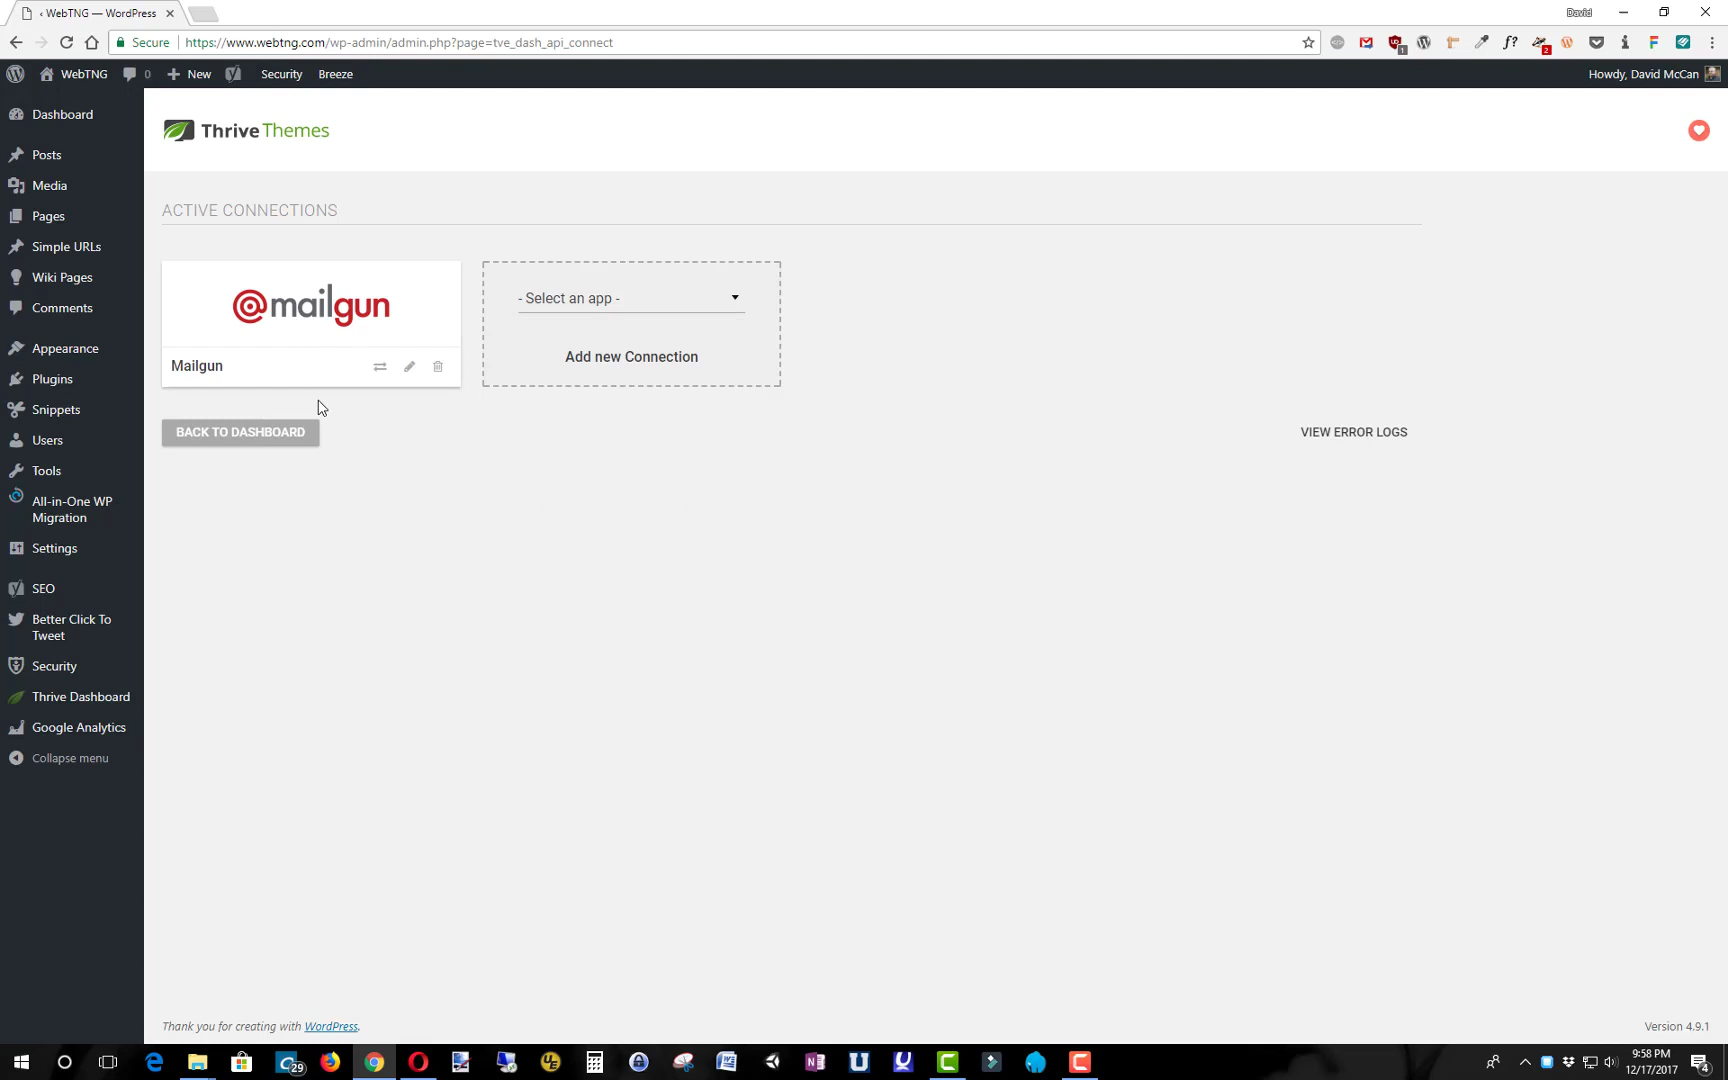 ‹ WebTNG — WordPress
David
Secure https://www.webtng.com/wp-admin/admin.php?page=tve_dash_api_connect
WebTNG 0 New Security Breeze Howdy, David McCan
Dashboard
Posts
Media
Pages
Simple URLs
Wiki Pages
Comments
Appearance
Plugins
Snippets
Users
Tools
All-in-One WP
Migration
Settings
SEO
Better Click To
Tweet
Security
Thrive Dashboard
Google Analytics
Collapse menu
Thrive Themes
ACTIVE CONNECTIONS
@mailgun
Mailgun
- Select an app -
Add new Connection
BACK TO DASHBOARD
VIEW ERROR LOGS
Thank you for creating with WordPress.
Version 4.9.1
29
9:58 PM
12/17/2017
4